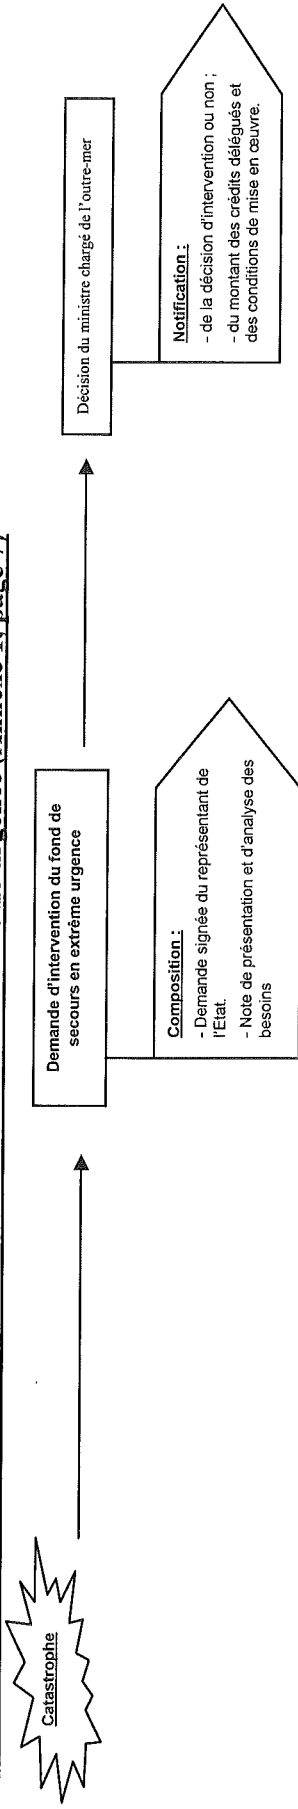 Catastrophe
Demande d'intervention du fond de
secours en extrême urgence
Composition :
- Demande signée du représentant de
l'Etat.
- Note de présentation et d'analyse des
besoins
Décision du ministre chargé de l'outre-mer
Notification :
- de la décision d'intervention ou non ;
- du montant des crédits délégués et
des conditions de mise en œuvre.